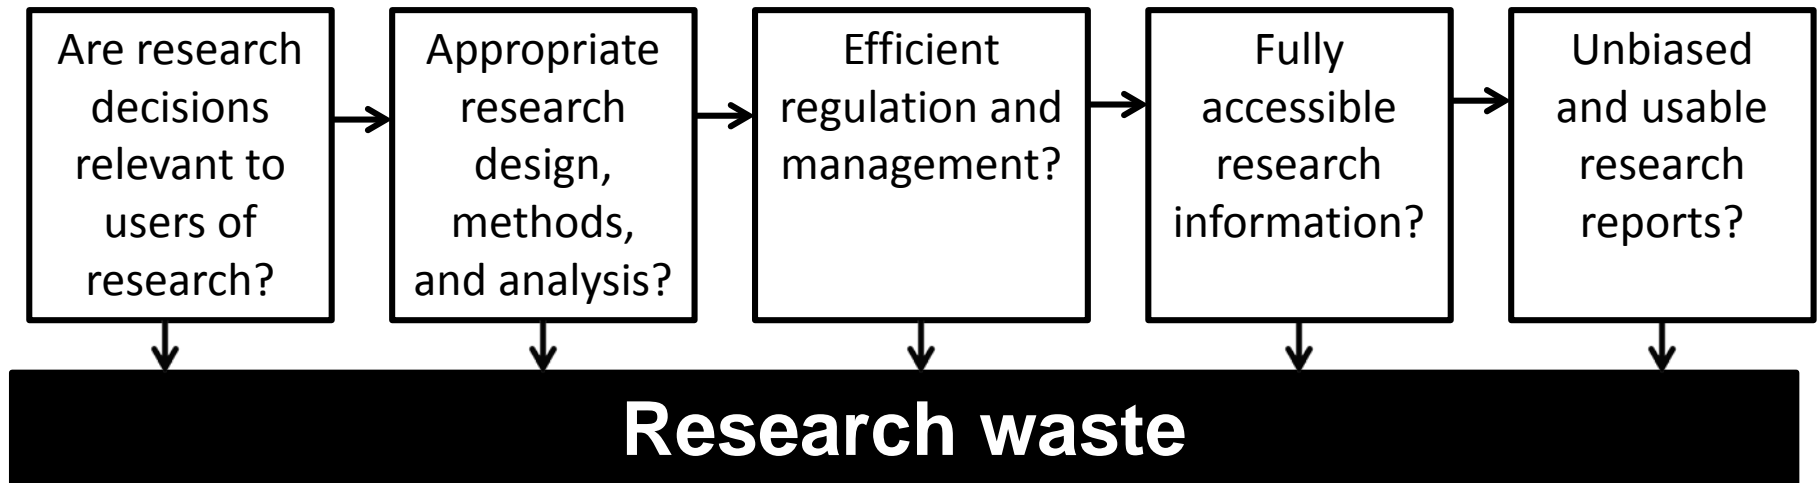 Are research
decisions
relevant to
users of
research?
Appropriate
research
design,
methods,
and analysis?
Efficient
regulation and
management?
Fully
accessible
research
information?
Unbiased
and usable
research
reports?
Research waste